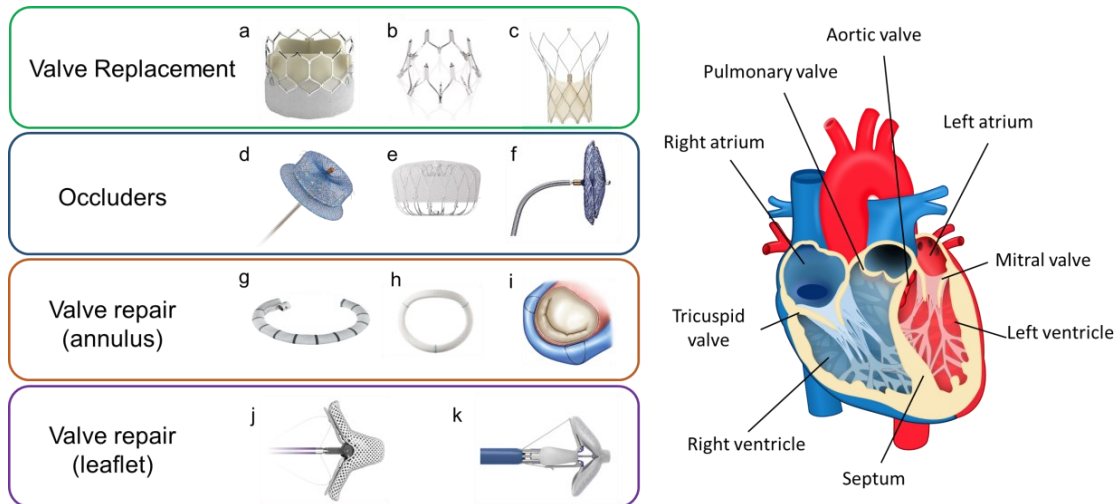 a
b
c
Valve Replacement
d
e
f
Occluders
g
h
i
Valve repair
(annulus)
j
k
Valve repair
(leaflet)
Aortic valve
Pulmonary valve
Right atrium
Left atrium
Mitral valve
Tricuspid
valve
Left ventricle
Right ventricle
Septum